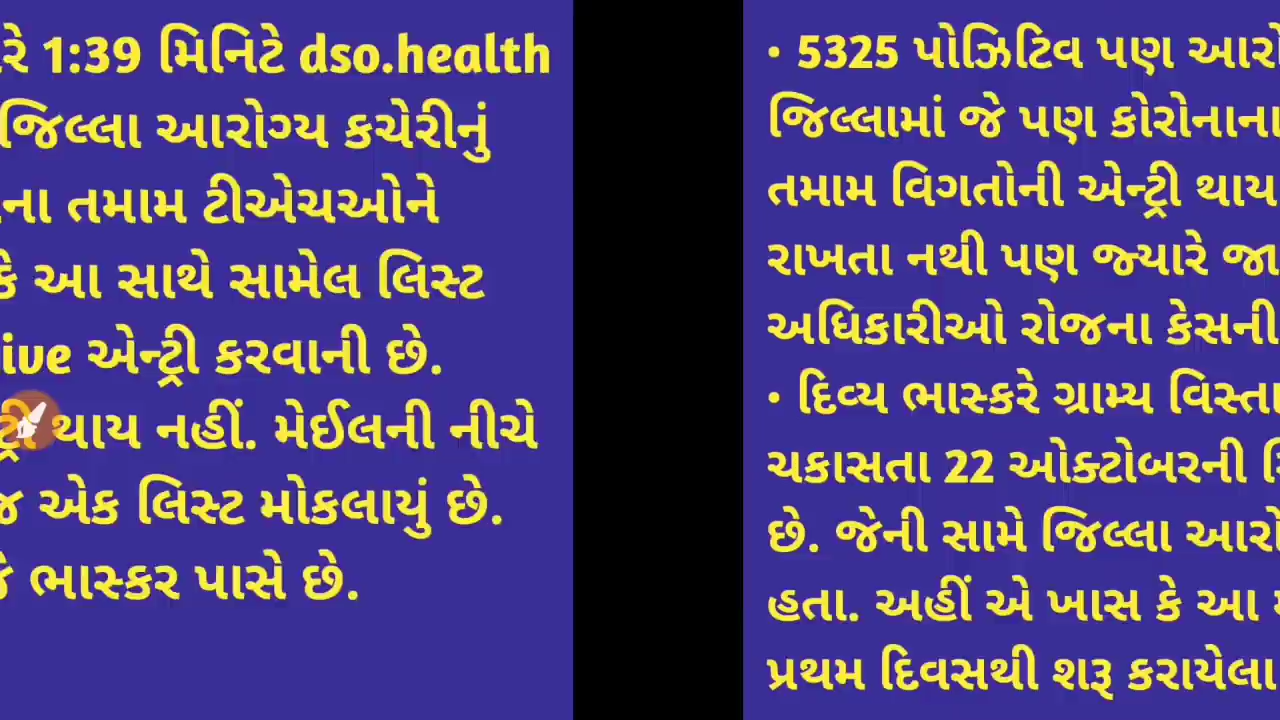 રે 1:39 મિનિટે dso.health
જિલ્લા આરોગ્ય કચેરીનું
ના તમામ ટીએચઓને
કે આ સાથે સામેલ લિસ્ટ
ive એન્ટ્રી કરવાની છે.
થાય નહીં. મેઈલની નીચે
જ એક લિસ્ટ મોકલાયું છે.
ભાસ્કર પાસે છે.
• 5325 પોઝિટિવ પણ આરો
જિલ્લામાં જે પણ કોરોનાના
તમામ વિગતોની એન્ટ્રી થાય
રાખતા નથી પણ જ્યારે જા
અધિકારીઓ રોજના કેસની
• દિવ્ય ભાસ્કરે ગ્રામ્ય વિસ્તા
ચકાસતા 22 ઓક્ટોબરની
છે. જેની સામે જિલ્લા આરો
હતા. અહીં એ ખાસ કે આ
પ્રથમ દિવસથી શરૂ કરાયેલા